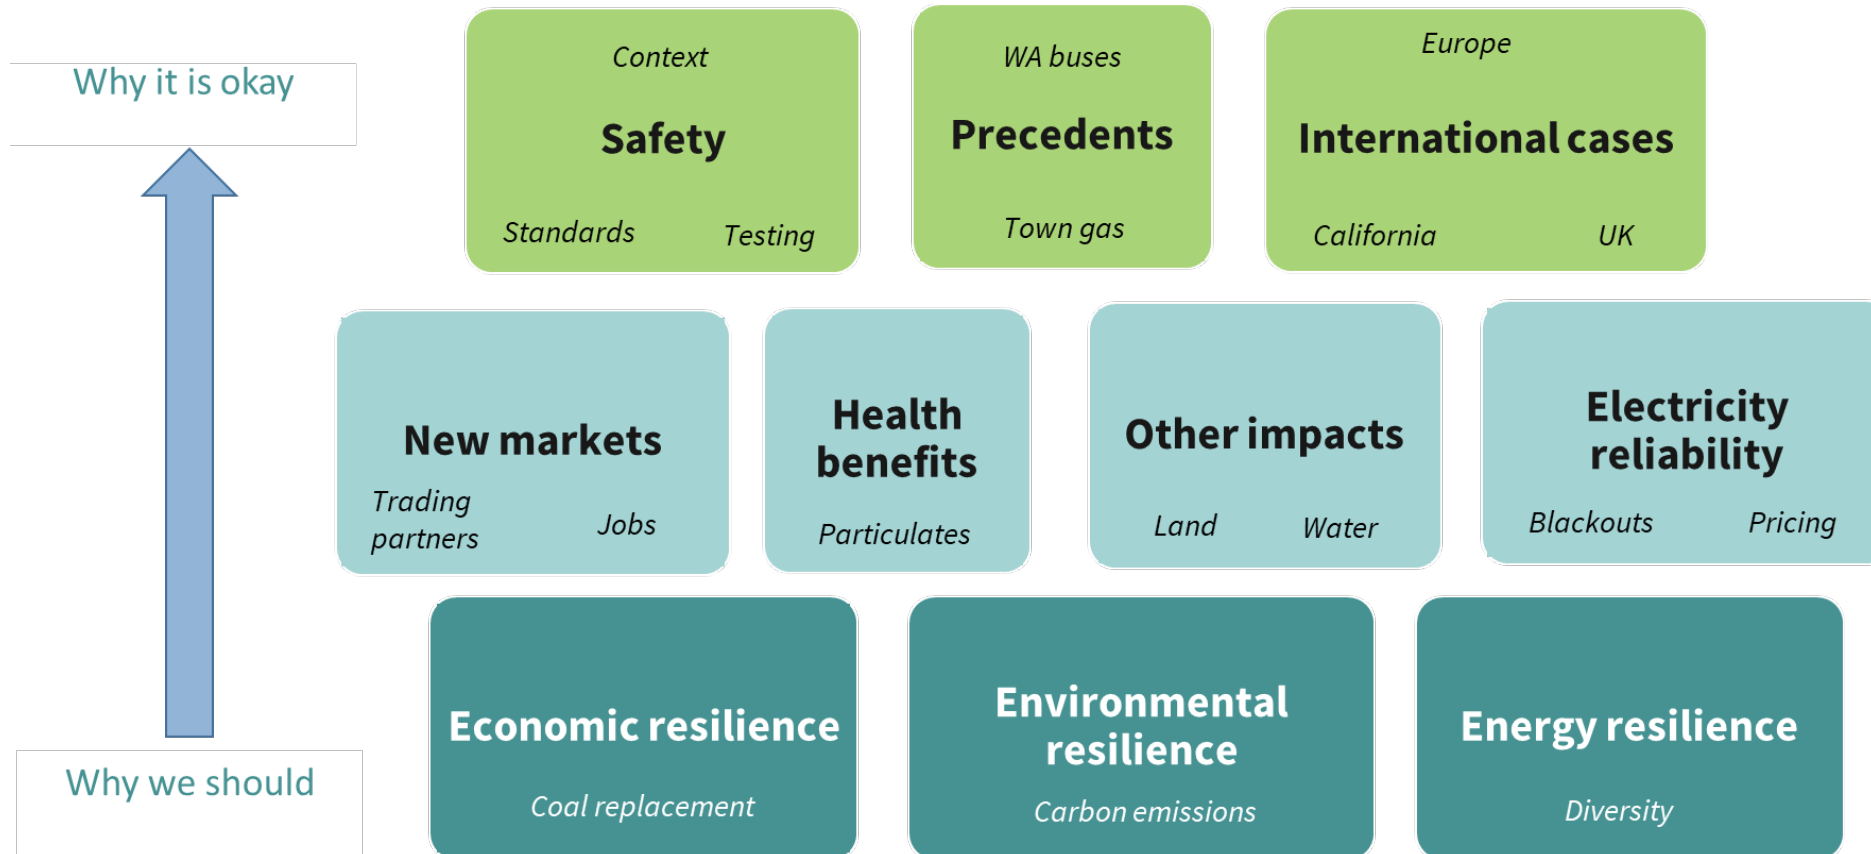 Why it is okay
Context
Safety
Standards
Testing
WA buses
Precedents
Town gas
Europe
International cases
California
UK
New markets
Trading
partners
Jobs
Health
benefits
Particulates
Other impacts
Land
Water
Electricity
reliability
Blackouts
Pricing
Why we should
Economic resilience
Coal replacement
Environmental
resilience
Carbon emissions
Energy resilience
Diversity